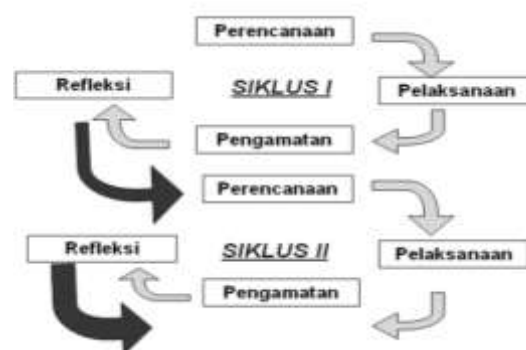 Perencanaan
Refleksi
SIKLUS I
Pelaksanaan
Pengamatan
Perencanaan
Refleksi
SIKLUS II
Pelaksanaan
Pengamatan